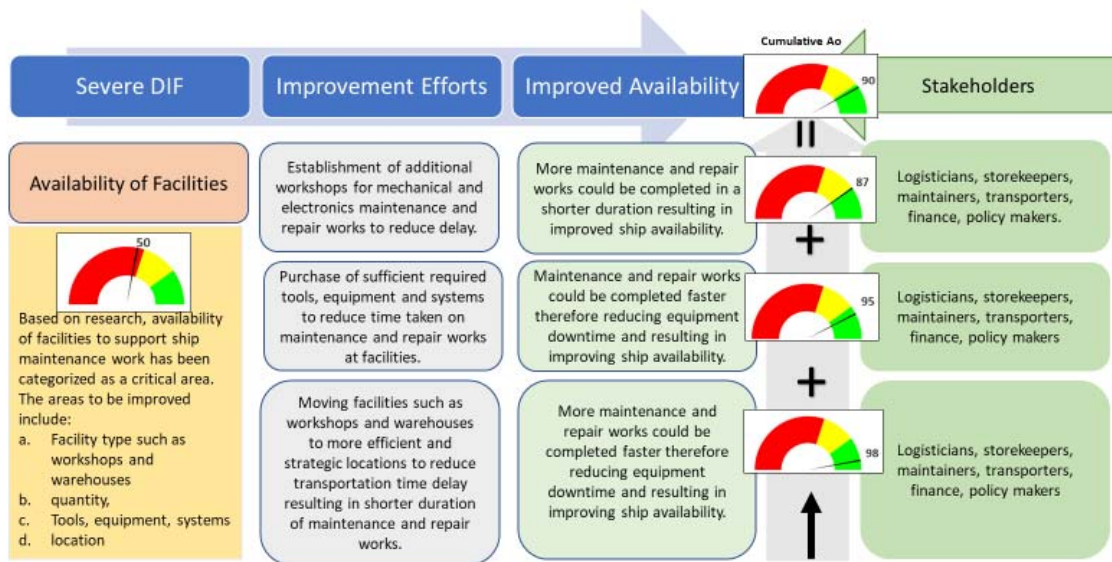 Cumulative Ao
90
Severe DIF
Improvement Efforts
Improved Availability
Stakeholders
Availability of Facilities
50
Based on research, availability
of facilities to support ship
maintenance work has been
categorized as a critical area.
The areas to be improved
include:
a. Facility type such as
workshops and
warehouses
b. quantity,
c. Tools, equipment, systems
d. location
Establishment of additional
workshops for mechanical and
electronics maintenance and
repair works to reduce delay.
More maintenance and repair
works could be completed in a
shorter duration resulting in
improved ship availability.
=
87
Logisticians, storekeepers,
maintainers, transporters,
finance, policy makers.
+
Purchase of sufficient required
tools, equipment and systems
to reduce time taken on
maintenance and repair works
at facilities.
Maintenance and repair works
could be completed faster
therefore reducing equipment
downtime and resulting in
improving ship availability.
95
Logisticians, storekeepers,
maintainers, transporters,
finance, policy makers
+
Moving facilities such as
workshops and warehouses
to more efficient and
strategic locations to reduce
transportation time delay
resulting in shorter duration
of maintenance and repair
works.
More maintenance and
repair works could be
completed faster therefore
reducing equipment
downtime and resulting in
improving ship availability.
98
Logisticians, storekeepers,
maintainers, transporters,
finance, policy makers